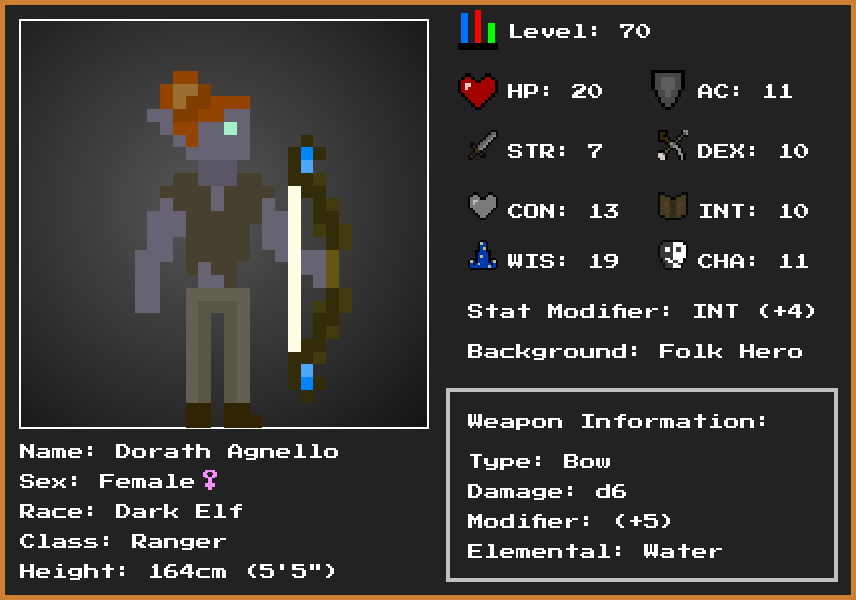 Level: 70
HP: 20 AC: 11
STR: 7 DEX: 10
CON: 13 INT: 10
WIS: 19 CHA: 11
Stat Modifier: INT (+4)
Background: Folk Hero
Weapon Information:
Type: Bow
Damage: d6
Modifier: (+5)
Elemental: Water
Name: Dorath Agnello
Sex: Female♀
Race: Dark Elf
Class: Ranger
Height: 164cm (5'5")